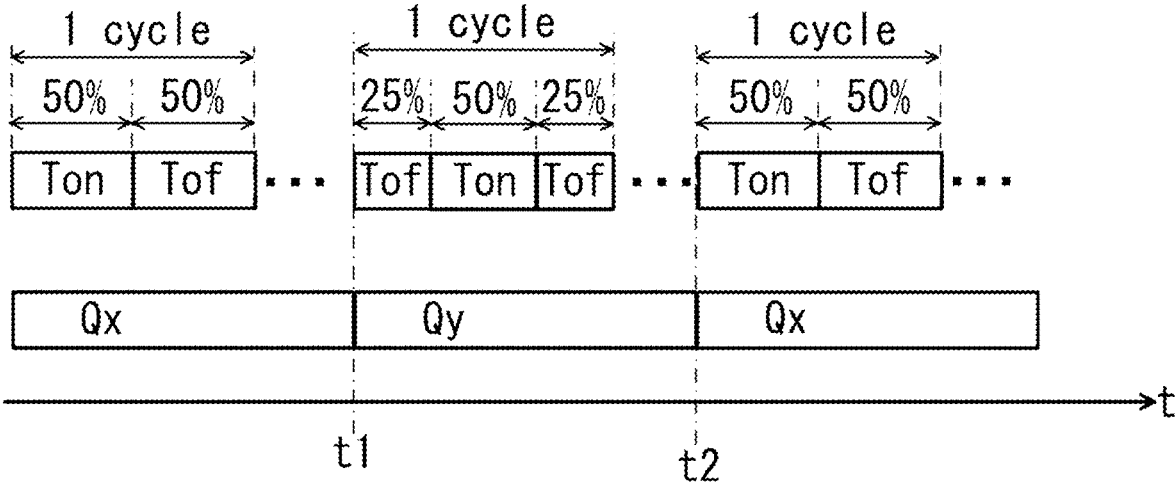 1 cycle 1 cycle 1 cycle
50% 50% 25% 50% 25% 50% 50%
Ton Tof ••• Tof Ton Tof ••• Ton Tof •••
Qx Qy Qx
t
t1 t2